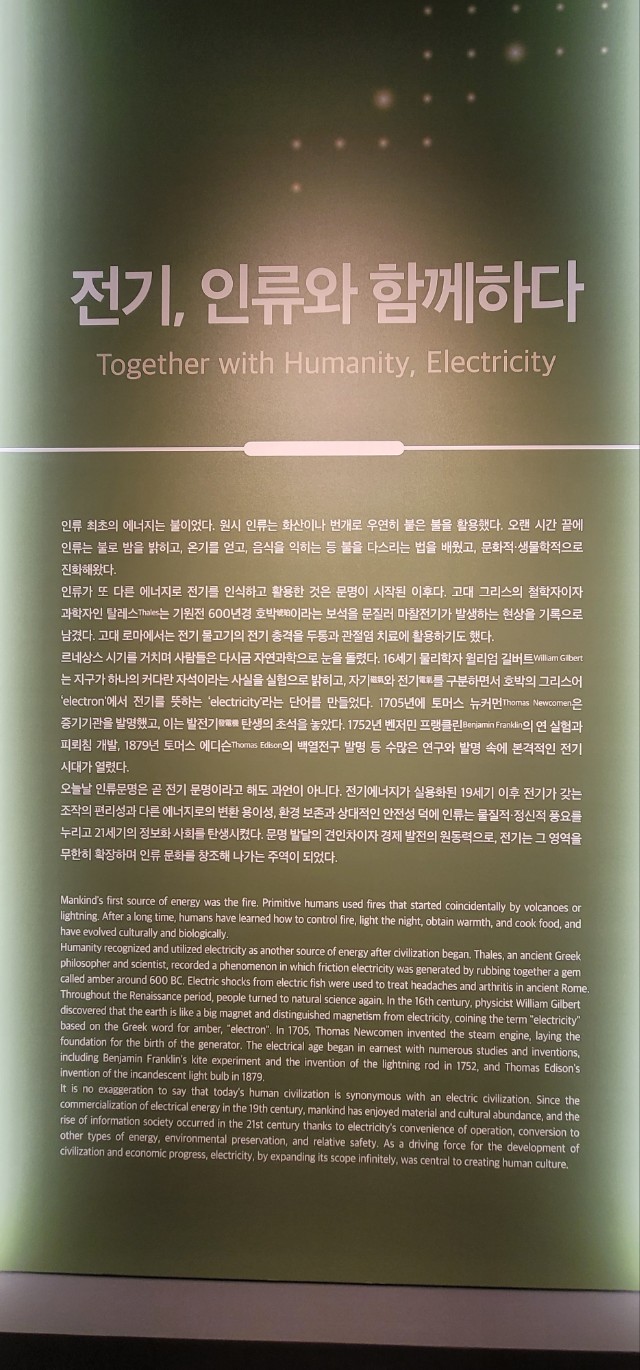 전기, 인류와 함께하다
Together with Humanity, Electricity
인류 최초의 에너지는 불이었다. 원시 인류는 화산이나 번개로 우연히 붙은 불을 활용했다. 오랜 시간 끝에
인류는 불로 밤을 밝히고, 온기를 얻고, 음식을 익히는 등 불을 다스리는 법을 배웠고, 문화적·생물학적으로
진화해왔다.
인류가 또 다른 에너지로 전기를 인식하고 활용한 것은 문명이 시작된 이후다. 고대 그리스의 철학자이자
과학자인 탈레스Thales는 기원전 600년경 호박琥珀이라는 보석을 문질러 마찰전기가 발생하는 현상을 기록으로
남겼다. 고대 로마에서는 전기 물고기의 전기 충격을 두통과 관절염 치료에 활용하기도 했다.
르네상스 시기를 거치며 사람들은 다시금 자연과학으로 눈을 돌렸다. 16세기 물리학자 윌리엄 길버트William Gilbert
는 지구가 하나의 커다란 자석이라는 사실을 실험으로 밝히고, 자기磁氣와 전기電氣를 구분하면서 호박의 그리스어
'electron'에서 전기를 뜻하는 'electricity'라는 단어를 만들었다. 1705년에 토머스 뉴커먼Thomas Newcomen은
증기기관을 발명했고, 이는 발전기發電機 탄생의 초석을 놓았다. 1752년 벤저민 프랭클린Benjamin Franklin의 연 실험과
피뢰침 개발, 1879년 토머스 에디슨Thomas Edison의 백열전구 발명 등 수많은 연구와 발명 속에 본격적인 전기
시대가 열렸다.
오늘날 인류문명은 곧 전기 문명이라고 해도 과언이 아니다. 전기에너지가 실용화된 19세기 이후 전기가 갖는
조작의 편리성과 다른 에너지로의 변환 용이성, 환경 보존과 상대적인 안전성 덕에 인류는 물질적·정신적 풍요를
누리고 21세기의 정보화 사회를 탄생시켰다. 문명 발달의 견인차이자 경제 발전의 원동력으로, 전기는 그 영역을
무한히 확장하며 인류 문화를 창조해 나가는 주역이 되었다.
Mankind's first source of energy was the fire. Primitive humans used fires that started coincidentally by volcanoes or
lightning. After a long time, humans have learned how to control fire, light the night, obtain warmth, and cook food, and
have evolved culturally and biologically.
Humanity recognized and utilized electricity as another source of energy after civilization began. Thales, an ancient Greek
philosopher and scientist, recorded a phenomenon in which friction electricity was generated by rubbing together a gem
called amber around 600 BC. Electric shocks from electric fish were used to treat headaches and arthritis in ancient Rome.
Throughout the Renaissance period, people turned to natural science again. In the 16th century, physicist William Gilbert
discovered that the earth is like a big magnet and distinguished magnetism from electricity, coining the term "electricity"
based on the Greek word for amber, "electron". In 1705, Thomas Newcomen invented the steam engine, laying the
foundation for the birth of the generator. The electrical age began in earnest with numerous studies and inventions,
including Benjamin Franklin's kite experiment and the invention of the lightning rod in 1752, and Thomas Edison's
invention of the incandescent light bulb in 1879.
It is no exaggeration to say that today's human civilization is synonymous with an electric civilization. Since the
commercialization of electrical energy in the 19th century, mankind has enjoyed material and cultural abundance, and the
rise of information society occurred in the 21st century thanks to electricity's convenience of operation, conversion to
other types of energy, environmental preservation, and relative safety. As a driving force for the development of
civilization and economic progress, electricity, by expanding its scope infinitely, was central to creating human culture.